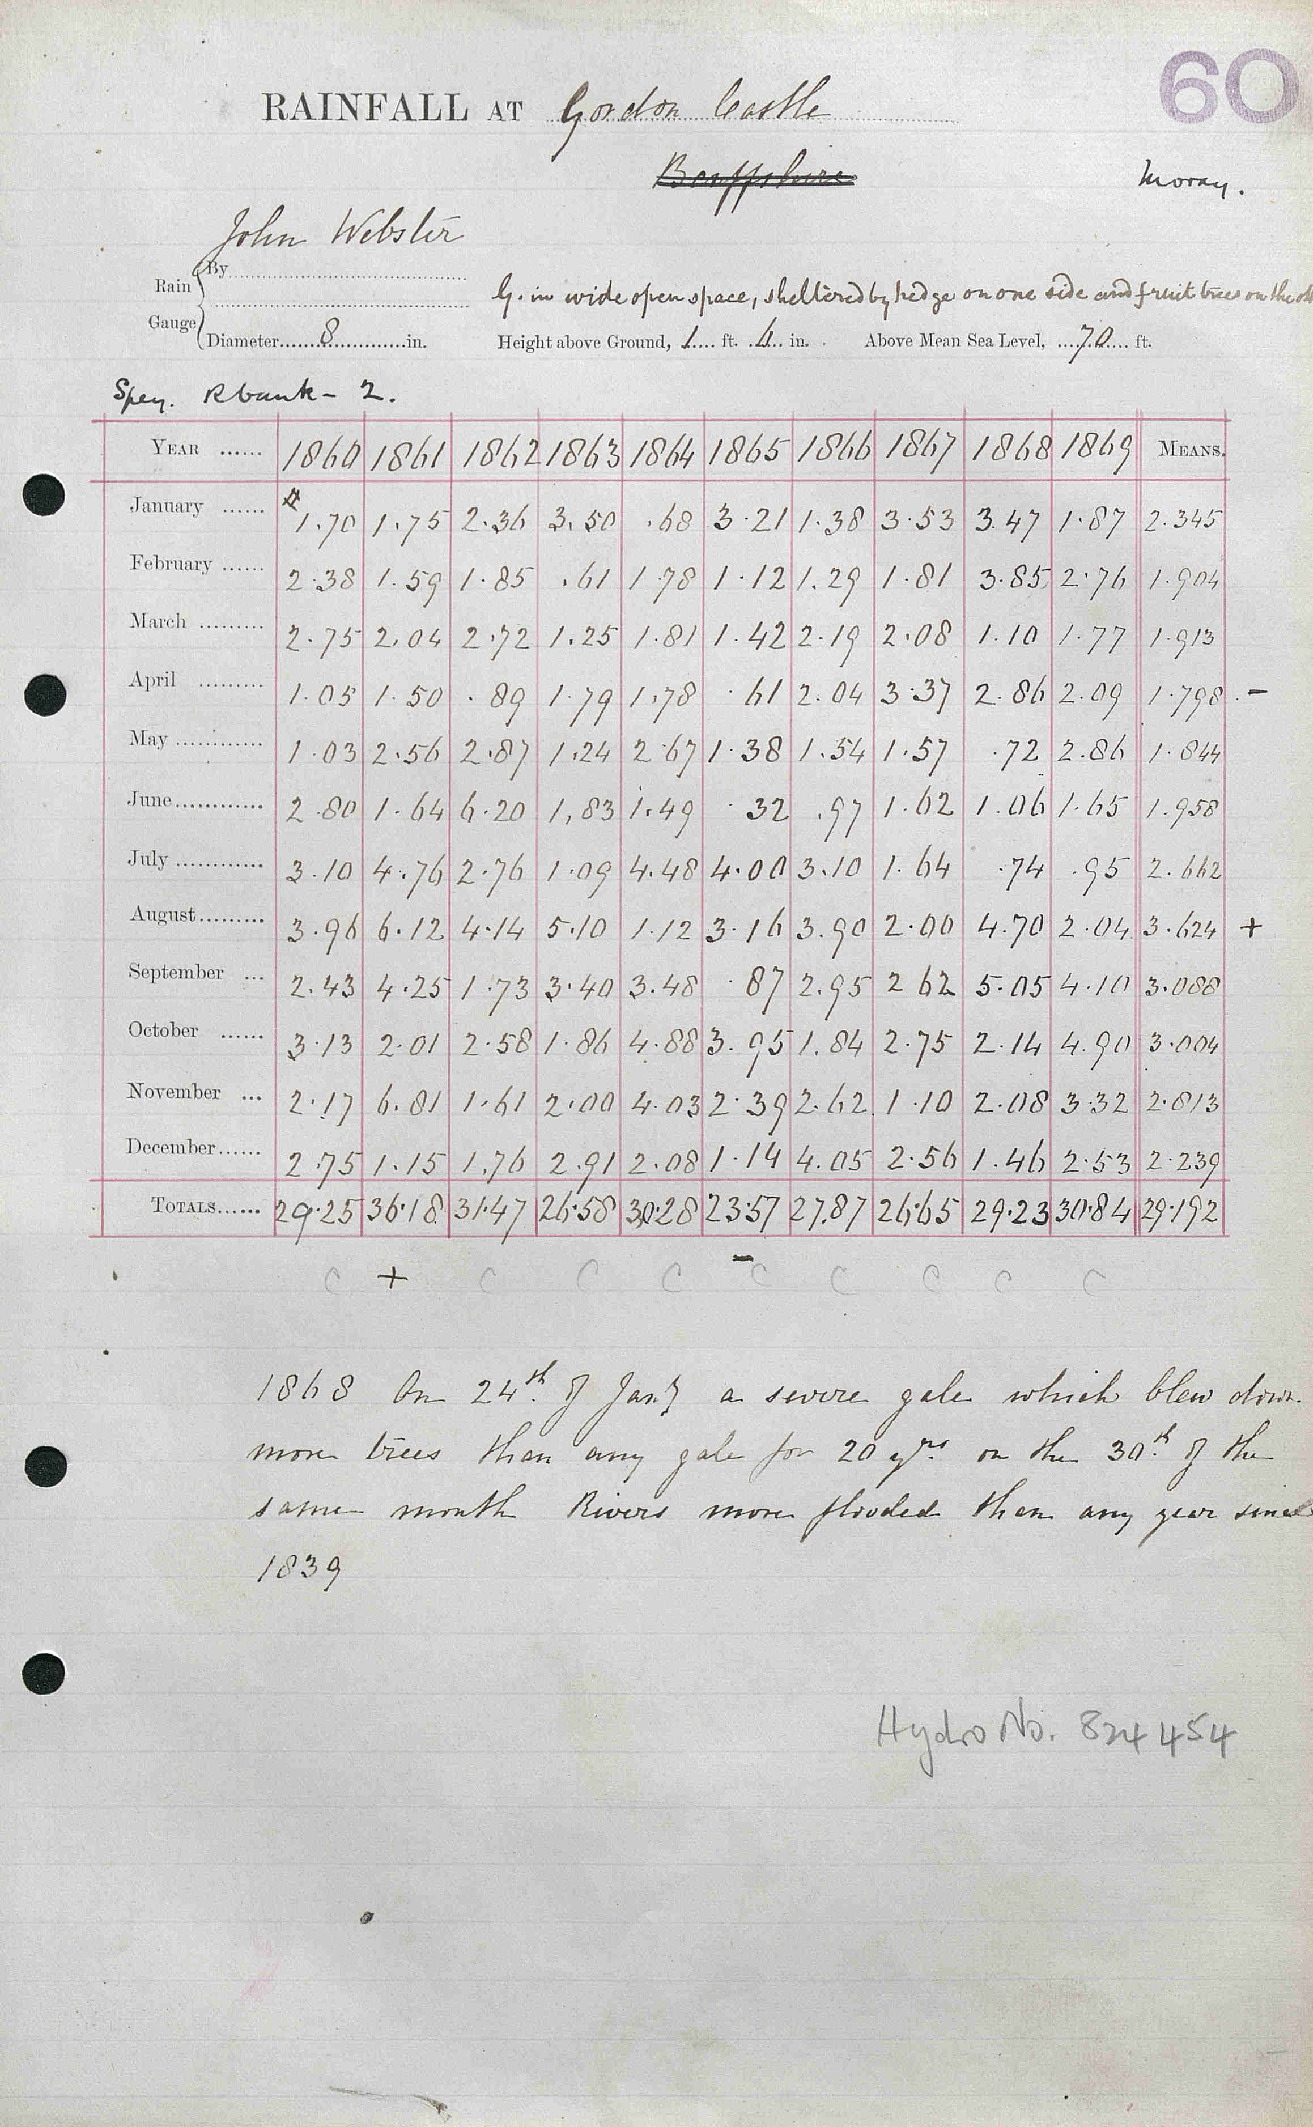 60
RAINFALL AT Gordon Castle
Banffshire Moray.
John Webster
Rain Gauge By
G. in wide open space, sheltered by hedge on one side and fruit trees on the
Diameter 8 in. Height above Ground, 1 ft. 4 in. Above Mean Sea Level, 70 ft.
Spey. R bank - 2.
YEAR ...... 1860 1861 1862 1863 1864 1865 1866 1867 1868 1869 MEANS.
January ...... 1.70 1.75 2.36 3.50 .68 3.21 1.38 3.53 3.47 1.87 2.345
February ...... 2.38 1.59 1.85 .61 1.78 1.12 1.29 1.81 3.85 2.76 1.904
March ......... 2.75 2.04 2.72 1.25 1.81 1.42 2.19 2.08 1.10 1.77 1.913
April ......... 1.05 1.50 .89 1.79 1.78 .61 2.04 3.37 2.86 2.09 1.798 -
May ............ 1.03 2.56 2.87 1.24 2.67 1.38 1.54 1.57 .72 2.86 1.844
June............ 2.80 1.64 6.20 1.83 1.49 .32 .97 1.62 1.06 1.65 1.958
July ............ 3.10 4.76 2.76 1.09 4.48 4.00 3.10 1.64 .74 .95 2.662
August......... 3.96 6.12 4.14 5.10 1.12 3.16 3.90 2.00 4.70 2.04 3.624 +
September ... 2.43 4.25 1.73 3.40 3.48 .87 2.95 2.62 5.05 4.10 3.088
October ...... 3.13 2.01 2.58 1.86 4.88 3.95 1.84 2.75 2.14 4.90 3.004
November ... 2.17 6.81 1.61 2.00 4.03 2.39 2.62 1.10 2.08 3.32 2.813
December...... 2.75 1.15 1.76 2.91 2.08 1.14 4.05 2.56 1.46 2.53 2.239
TOTALS...... 29.25 36.18 31.47 26.58 30.28 23.57 27.87 26.65 29.23 30.84 29.192
C + C C C - C C C C C
1868 On 24th of Jany a severe gale which blew down
more trees than any gale for 20 yrs on the 30th of the
same month Rivers more flooded than any year since
1839
Hydro No. 824454